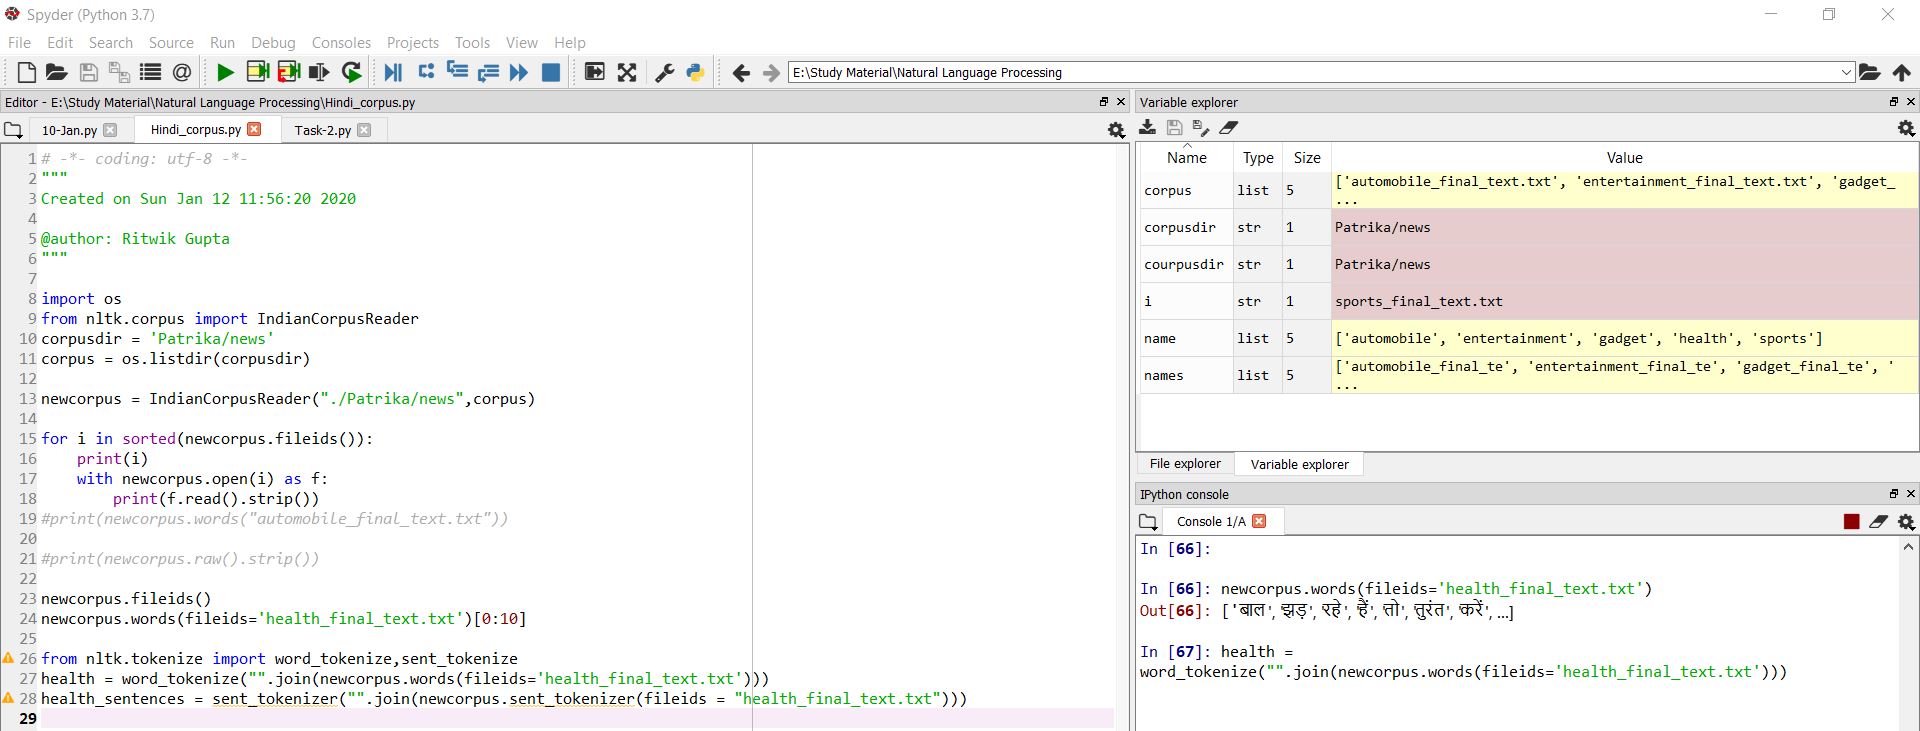 Spyder (Python 3.7)
File Edit Search Source Run Debug Consoles Projects Tools View Help
E:\Study Material\Natural Language Processing
Editor - E:\Study Material\Natural Language Processing\Hindi_corpus.py
10-Jan.py Hindi_corpus.py Task-2.py
1 # -*- coding: utf-8 -*-
2 """
3 Created on Sun Jan 12 11:56:20 2020
4
5 @author: Ritwik Gupta
6 """
7
8 import os
9 from nltk.corpus import IndianCorpusReader
10 corpusdir = 'Patrika/news'
11 corpus = os.listdir(corpusdir)
12
13 newcorpus = IndianCorpusReader("./Patrika/news",corpus)
14
15 for i in sorted(newcorpus.fileids()):
16     print(i)
17     with newcorpus.open(i) as f:
18         print(f.read().strip())
19 #print(newcorpus.words("automobile_final_text.txt"))
20
21 #print(newcorpus.raw().strip())
22
23 newcorpus.fileids()
24 newcorpus.words(fileids='health_final_text.txt')[0:10]
25
26 from nltk.tokenize import word_tokenize,sent_tokenize
27 health = word_tokenize("".join(newcorpus.words(fileids='health_final_text.txt')))
28 health_sentences = sent_tokenizer("".join(newcorpus.sent_tokenizer(fileids = "health_final_text.txt")))
29
Variable explorer
Name Type Size Value
corpus list 5 ['automobile_final_text.txt', 'entertainment_final_text.txt', 'gadget_
...
corpusdir str 1 Patrika/news
courpusdir str 1 Patrika/news
i str 1 sports_final_text.txt
name list 5 ['automobile', 'entertainment', 'gadget', 'health', 'sports']
names list 5 ['automobile_final_te', 'entertainment_final_te', 'gadget_final_te', '
...
File explorer Variable explorer
IPython console
Console 1/A
In [66]:
In [66]: newcorpus.words(fileids='health_final_text.txt')
Out[66]: ['बाल', 'झड़', 'रहे', 'हैं', 'तो', 'तुरंत', 'करें', ...]
In [67]: health =
word_tokenize("".join(newcorpus.words(fileids='health_final_text.txt')))